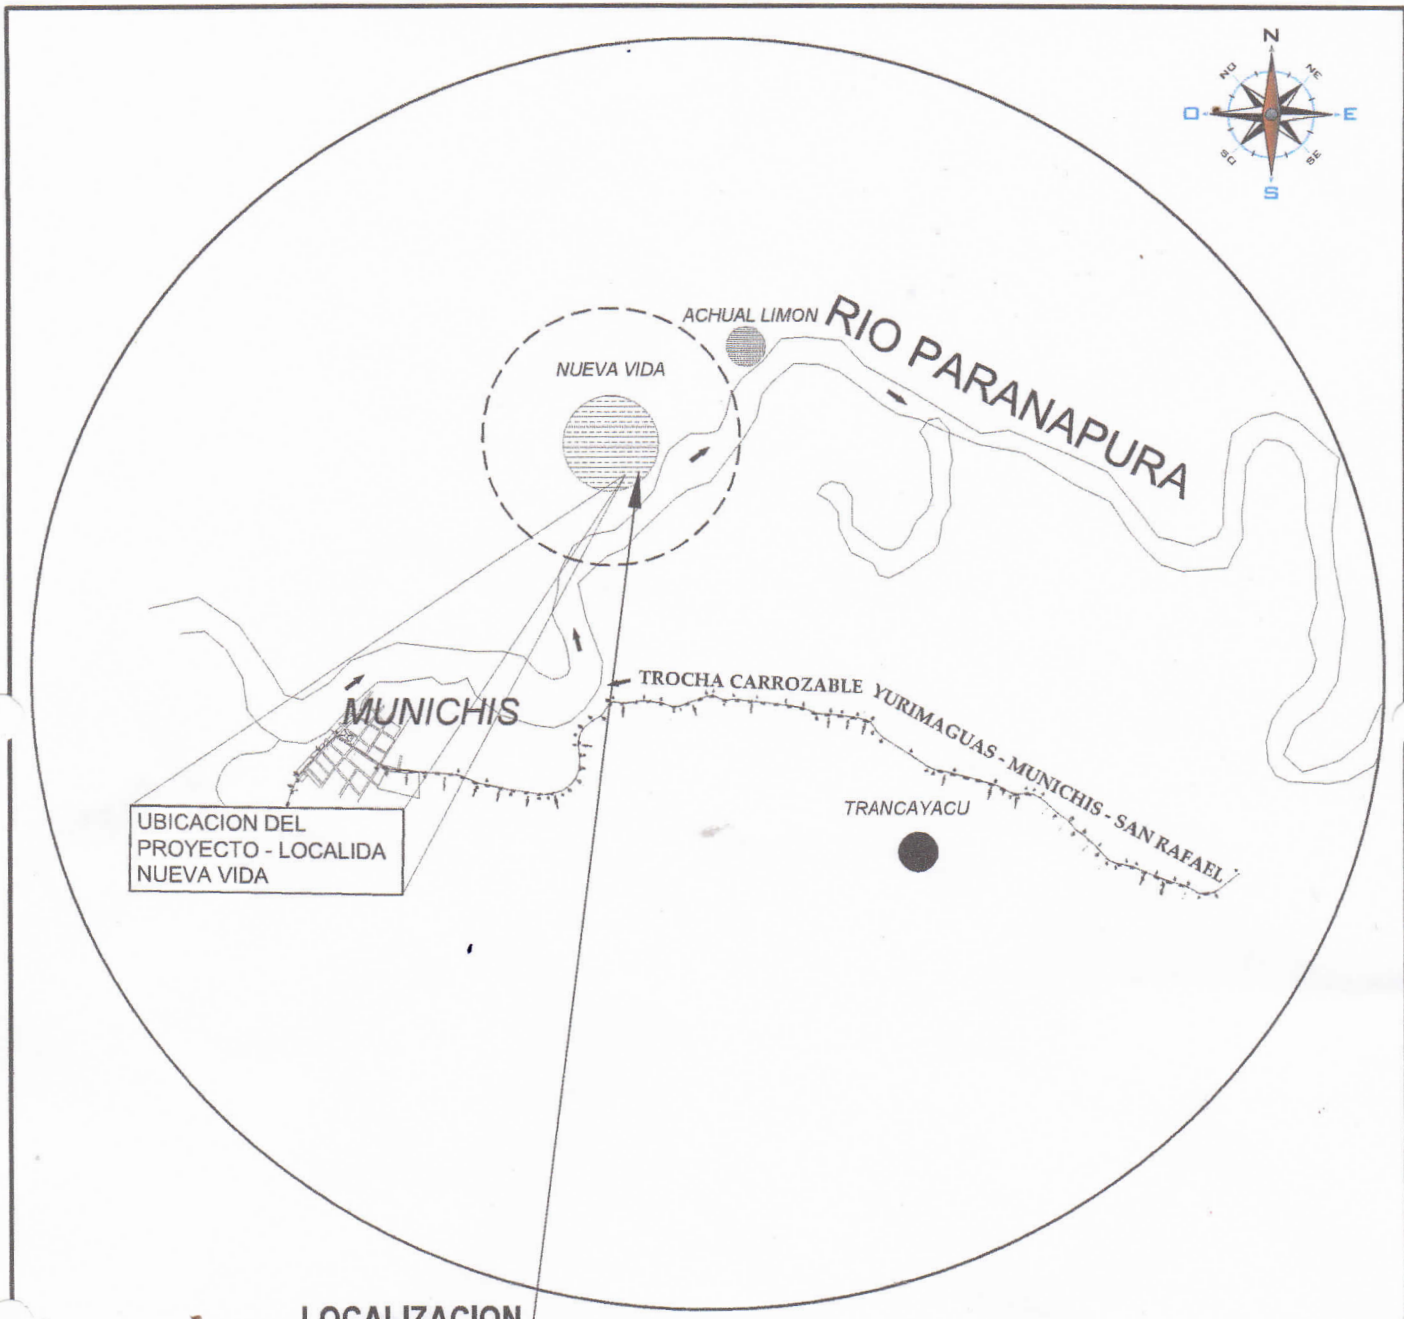 N
NO
NE
O
E
SO
SE
S
ACHUAL LIMON
RIO PARANAPURA
NUEVA VIDA
TROCHA CARROZABLE YURIMAGUAS - MUNICHIS - SAN RAFAEL
MUNICHIS
TRANCAYACU
UBICACION DEL
PROYECTO - LOCALIDA
NUEVA VIDA
LOCALIZACION